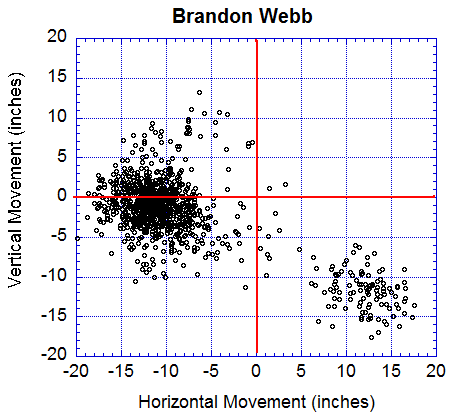 Brandon Webb
20
15
10
5
0
-5
-10
-15
-20
Vertical Movement (inches)
-20 -15 -10 -5 0 5 10 15 20
Horizontal Movement (inches)